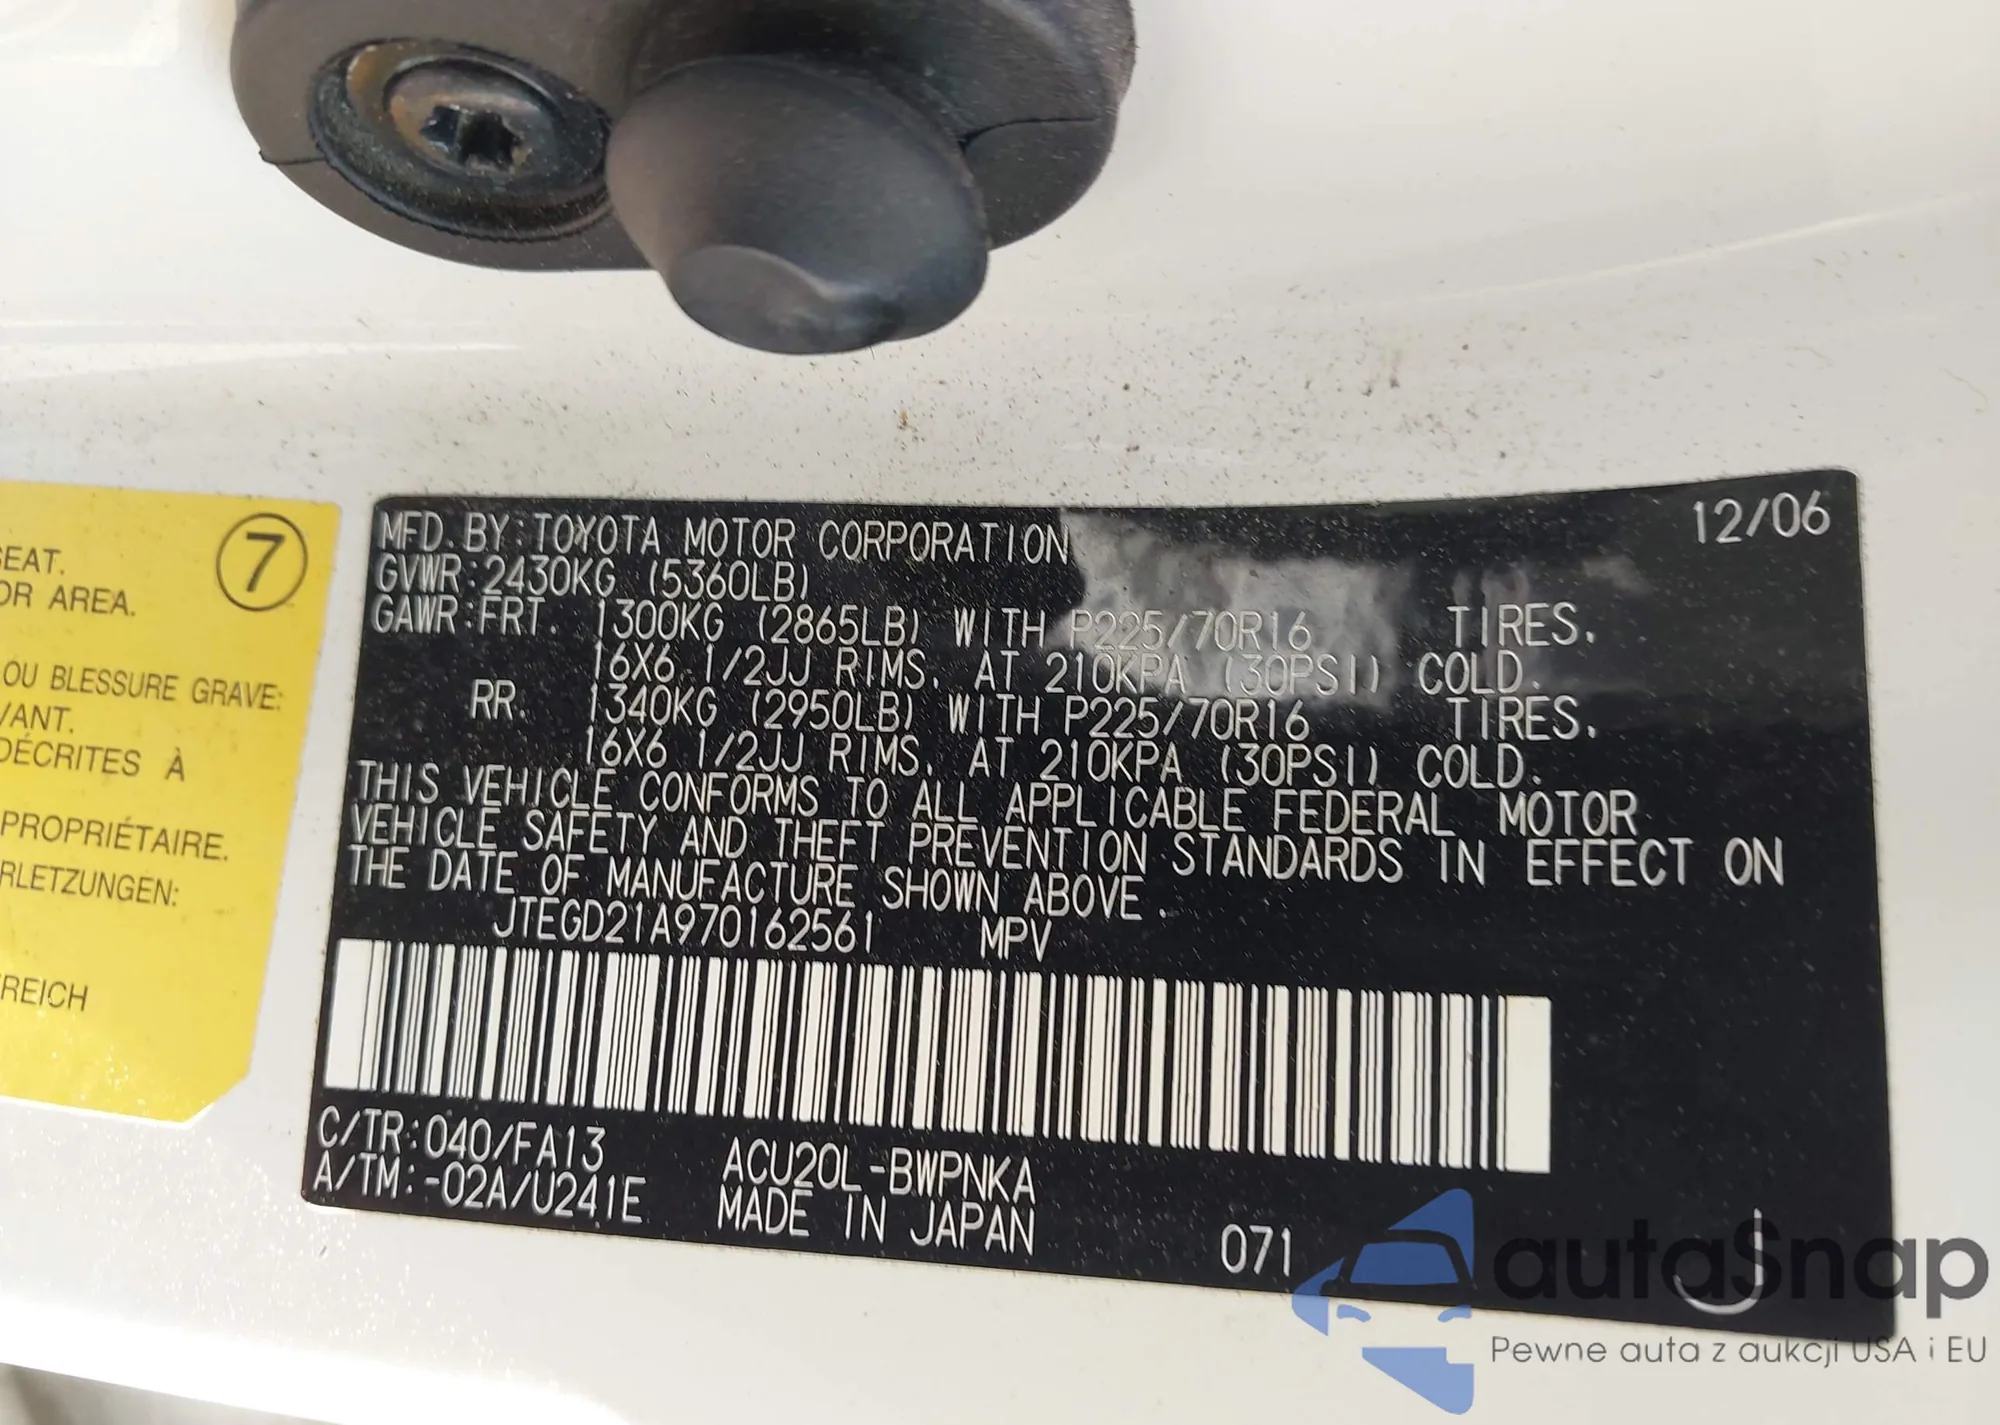 7
SEAT.
OR AREA.
OU BLESSURE GRAVE:
VANT.
DÉCRITES À
PROPRIÉTAIRE.
RLETZUNGEN:
REICH
12/06
MFD. BY: TOYOTA MOTOR CORPORATION
GVWR: 2430KG (5360LB)
GAWR: FRT. 1300KG (2865LB) WITH P225/70R16 TIRES.
16X6 1/2JJ RIMS, AT 210KPA (30PSI) COLD.
RR. 1340KG (2950LB) WITH P225/70R16 TIRES.
16X6 1/2JJ RIMS, AT 210KPA (30PSI) COLD.
THIS VEHICLE CONFORMS TO ALL APPLICABLE FEDERAL MOTOR
VEHICLE SAFETY AND THEFT PREVENTION STANDARDS IN EFFECT ON
THE DATE OF MANUFACTURE SHOWN ABOVE.
JTEGD21A970162561 MPV
C/TR: 040/FA13 ACU20L-BWPNKA
A/TM: -02A/U241E MADE IN JAPAN
071 J
autaSnap
Pewne auta z aukcji USA i EU